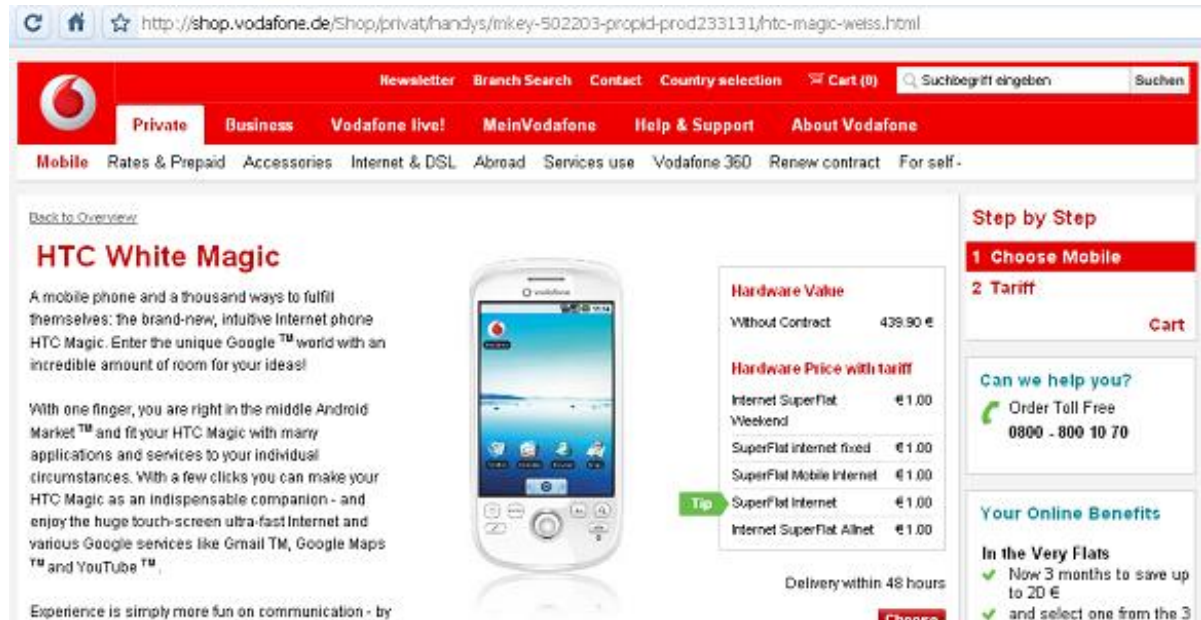 http://shop.vodafone.de/Shop/privat/handys/mkey-502203-propid-prod233131/htc-magic-weiss.html
Newsletter Branch Search Contact Country selection Cart (0) Suchbegriff eingeben Suchen
Private Business Vodafone live! MeinVodafone Help & Support About Vodafone
Mobile Rates & Prepaid Accessories Internet & DSL Abroad Services use Vodafone 360 Renew contract For self-
Back to Overview
HTC White Magic
A mobile phone and a thousand ways to fulfill
themselves: the brand-new, intuitive Internet phone
HTC Magic. Enter the unique Google ™ world with an
incredible amount of room for your ideas!
With one finger, you are right in the middle Android
Market ™ and fit your HTC Magic with many
applications and services to your individual
circumstances. With a few clicks you can make your
HTC Magic as an indispensable companion - and
enjoy the huge touch-screen ultra-fast Internet and
various Google services like Gmail TM, Google Maps
™ and YouTube ™.
Experience is simply more fun on communication - by
vodafone
Hardware Value
Without Contract 439.90 €
Hardware Price with tariff
Internet SuperFlat €1.00
Weekend
SuperFlat internet fixed €1.00
SuperFlat Mobile Internet €1.00
Tip SuperFlat Internet €1.00
Internet SuperFlat Allnet €1.00
Delivery within 48 hours
Choose
Step by Step
1 Choose Mobile
2 Tariff
Cart
Can we help you?
Order Toll Free
0800 - 800 10 70
Your Online Benefits
In the Very Flats
Now 3 months to save up
to 20 €
and select one from the 3